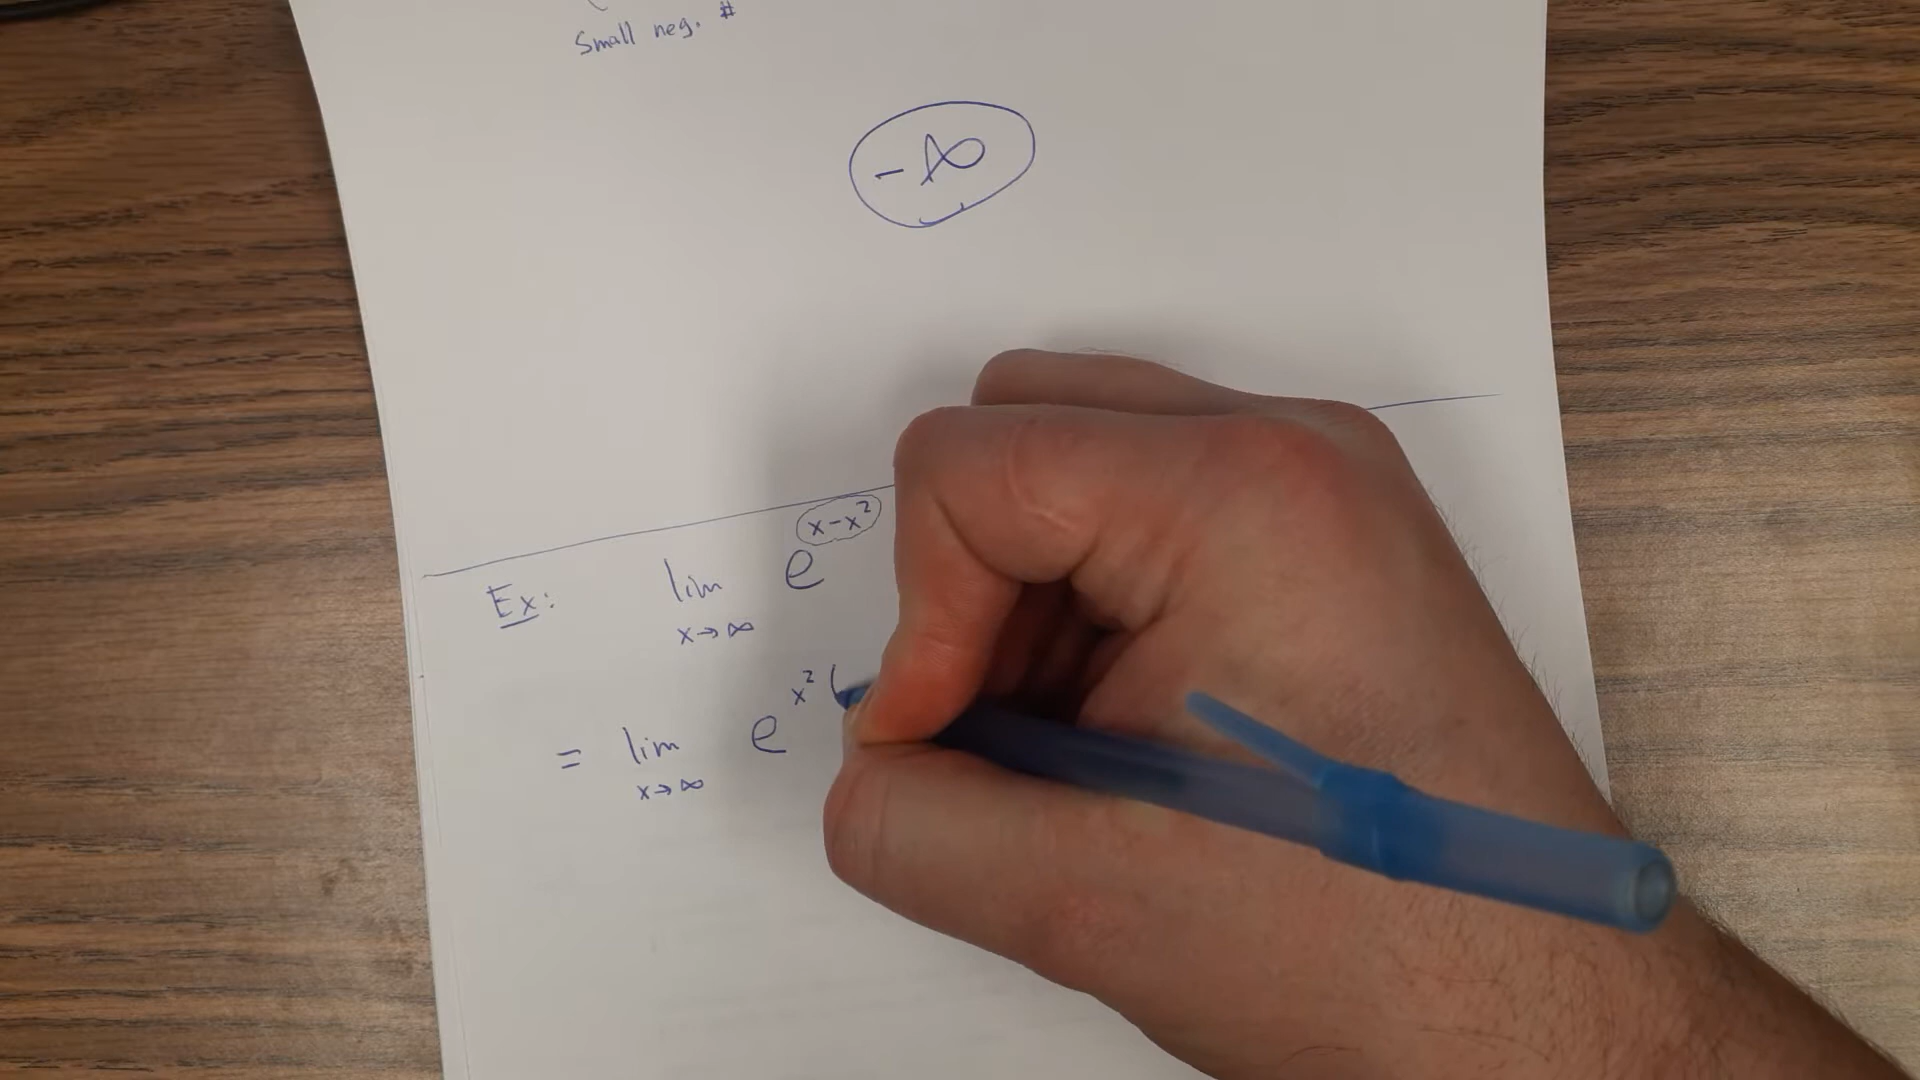 Small neg. #
-∞
Ex: lim e^(x-x²)
x→∞
= lim e^(x²(
x→∞